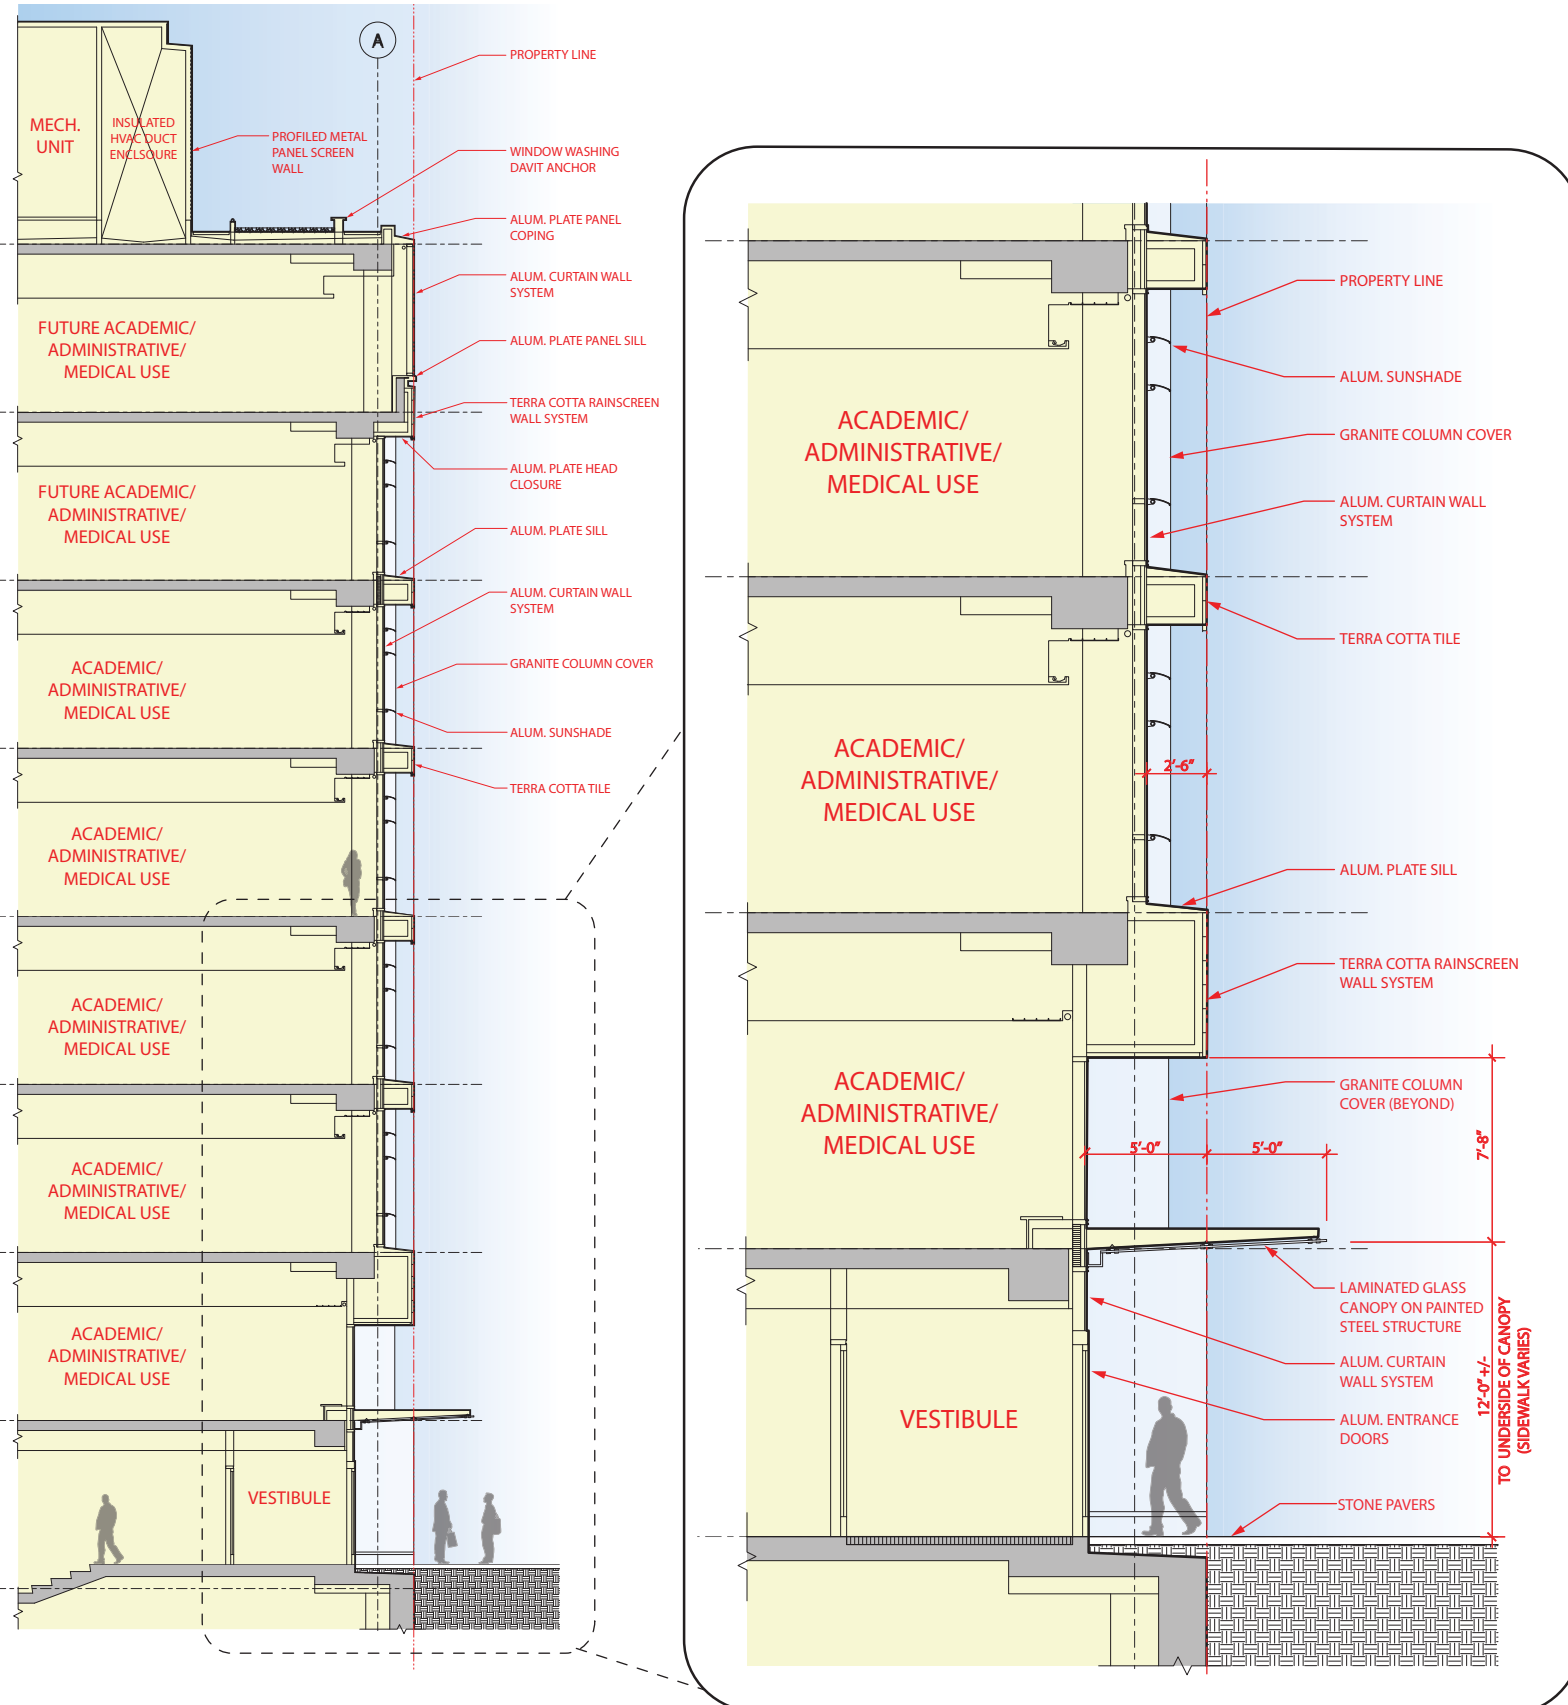 A
PROPERTY LINE
MECH.
UNIT
INSULATED
HVAC DUCT
ENCLSOURE
PROFILED METAL
PANEL SCREEN
WALL
WINDOW WASHING
DAVIT ANCHOR
ALUM. PLATE PANEL
COPING
ALUM. CURTAIN WALL
SYSTEM
FUTURE ACADEMIC/
ADMINISTRATIVE/
MEDICAL USE
ALUM. PLATE PANEL SILL
TERRA COTTA RAINSCREEN
WALL SYSTEM
ALUM. PLATE HEAD
CLOSURE
FUTURE ACADEMIC/
ADMINISTRATIVE/
MEDICAL USE
ALUM. PLATE SILL
ALUM. CURTAIN WALL
SYSTEM
GRANITE COLUMN COVER
ACADEMIC/
ADMINISTRATIVE/
MEDICAL USE
ALUM. SUNSHADE
TERRA COTTA TILE
ACADEMIC/
ADMINISTRATIVE/
MEDICAL USE
ACADEMIC/
ADMINISTRATIVE/
MEDICAL USE
ACADEMIC/
ADMINISTRATIVE/
MEDICAL USE
ACADEMIC/
ADMINISTRATIVE/
MEDICAL USE
VESTIBULE
PROPERTY LINE
ALUM. SUNSHADE
GRANITE COLUMN COVER
ACADEMIC/
ADMINISTRATIVE/
MEDICAL USE
ALUM. CURTAIN WALL
SYSTEM
TERRA COTTA TILE
ACADEMIC/
ADMINISTRATIVE/
MEDICAL USE
2'-6"
ALUM. PLATE SILL
TERRA COTTA RAINSCREEN
WALL SYSTEM
ACADEMIC/
ADMINISTRATIVE/
MEDICAL USE
GRANITE COLUMN
COVER (BEYOND)
5'-0"
5'-0"
7'-8"
LAMINATED GLASS
CANOPY ON PAINTED
STEEL STRUCTURE
ALUM. CURTAIN
WALL SYSTEM
ALUM. ENTRANCE
DOORS
12'-0" +/-
TO UNDERSIDE OF CANOPY
(SIDEWALK VARIES)
VESTIBULE
STONE PAVERS